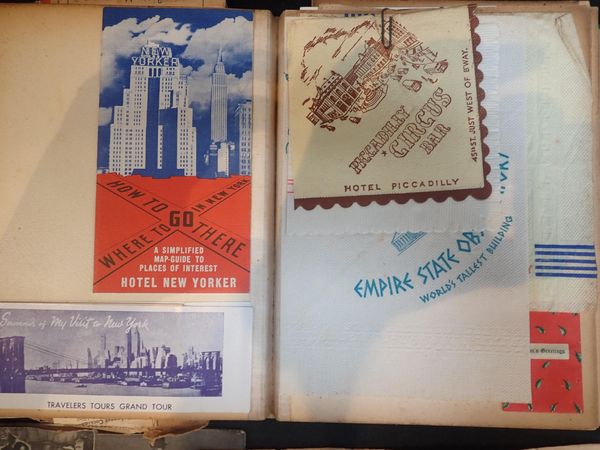 NEW
YORKER
HOW TO GO IN NEW YORK
WHERE TO GO THERE
A SIMPLIFIED
MAP-GUIDE TO
PLACES OF INTEREST
HOTEL NEW YORKER
Souvenir of My Visit to New York
TRAVELERS TOURS GRAND TOUR
PICCADILLY
CIRCUS
BAR
45th ST. JUST WEST OF B'WAY.
HOTEL PICCADILLY
EMPIRE STATE OB
WORLD'S TALLEST BUILDING
Greetings